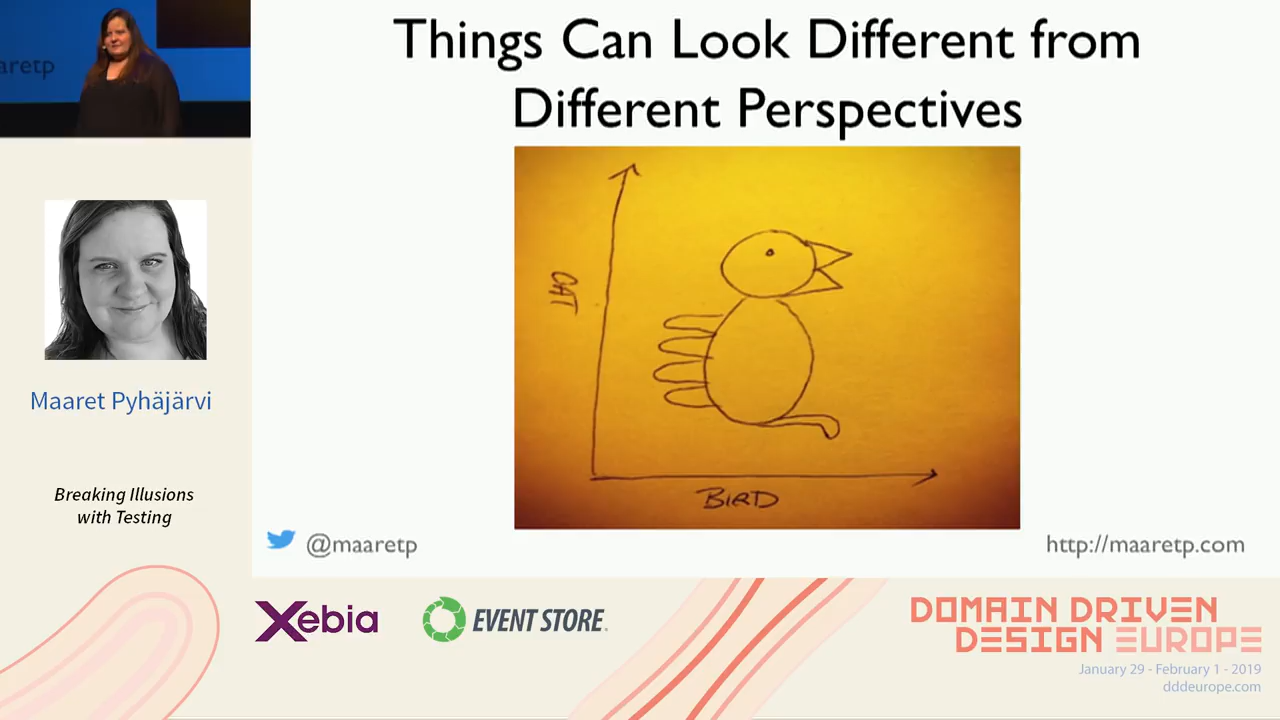 aretp
Things Can Look Different from
Different Perspectives
CAT
BIRD
Maaret Pyhäjärvi
Breaking Illusions
with Testing
@maaretp
http://maaretp.com
Xebia
EVENT STORE
DOMAIN DRIVEN
DESIGN EUROPE
January 29 - February 1 - 2019
dddeurope.com